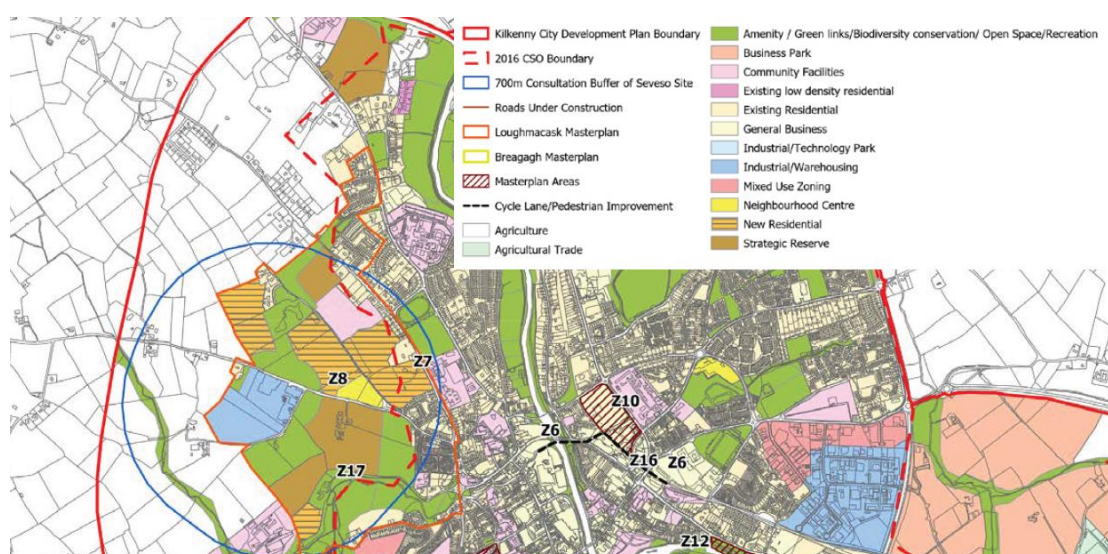 Kilkenny City Development Plan Boundary
2016 CSO Boundary
700m Consultation Buffer of Seveso Site
Roads Under Construction
Loughmacask Masterplan
Breagagh Masterplan
Masterplan Areas
Cycle Lane/Pedestrian Improvement
Agriculture
Agricultural Trade
Amenity / Green links/Biodiversity conservation/ Open Space/Recreation
Business Park
Community Facilities
Existing low density residential
Existing Residential
General Business
Industrial/Technology Park
Industrial/Warehousing
Mixed Use Zoning
Neighbourhood Centre
New Residential
Strategic Reserve
Z7
Z8
Z10
Z6
Z16
Z6
Z17
Z12